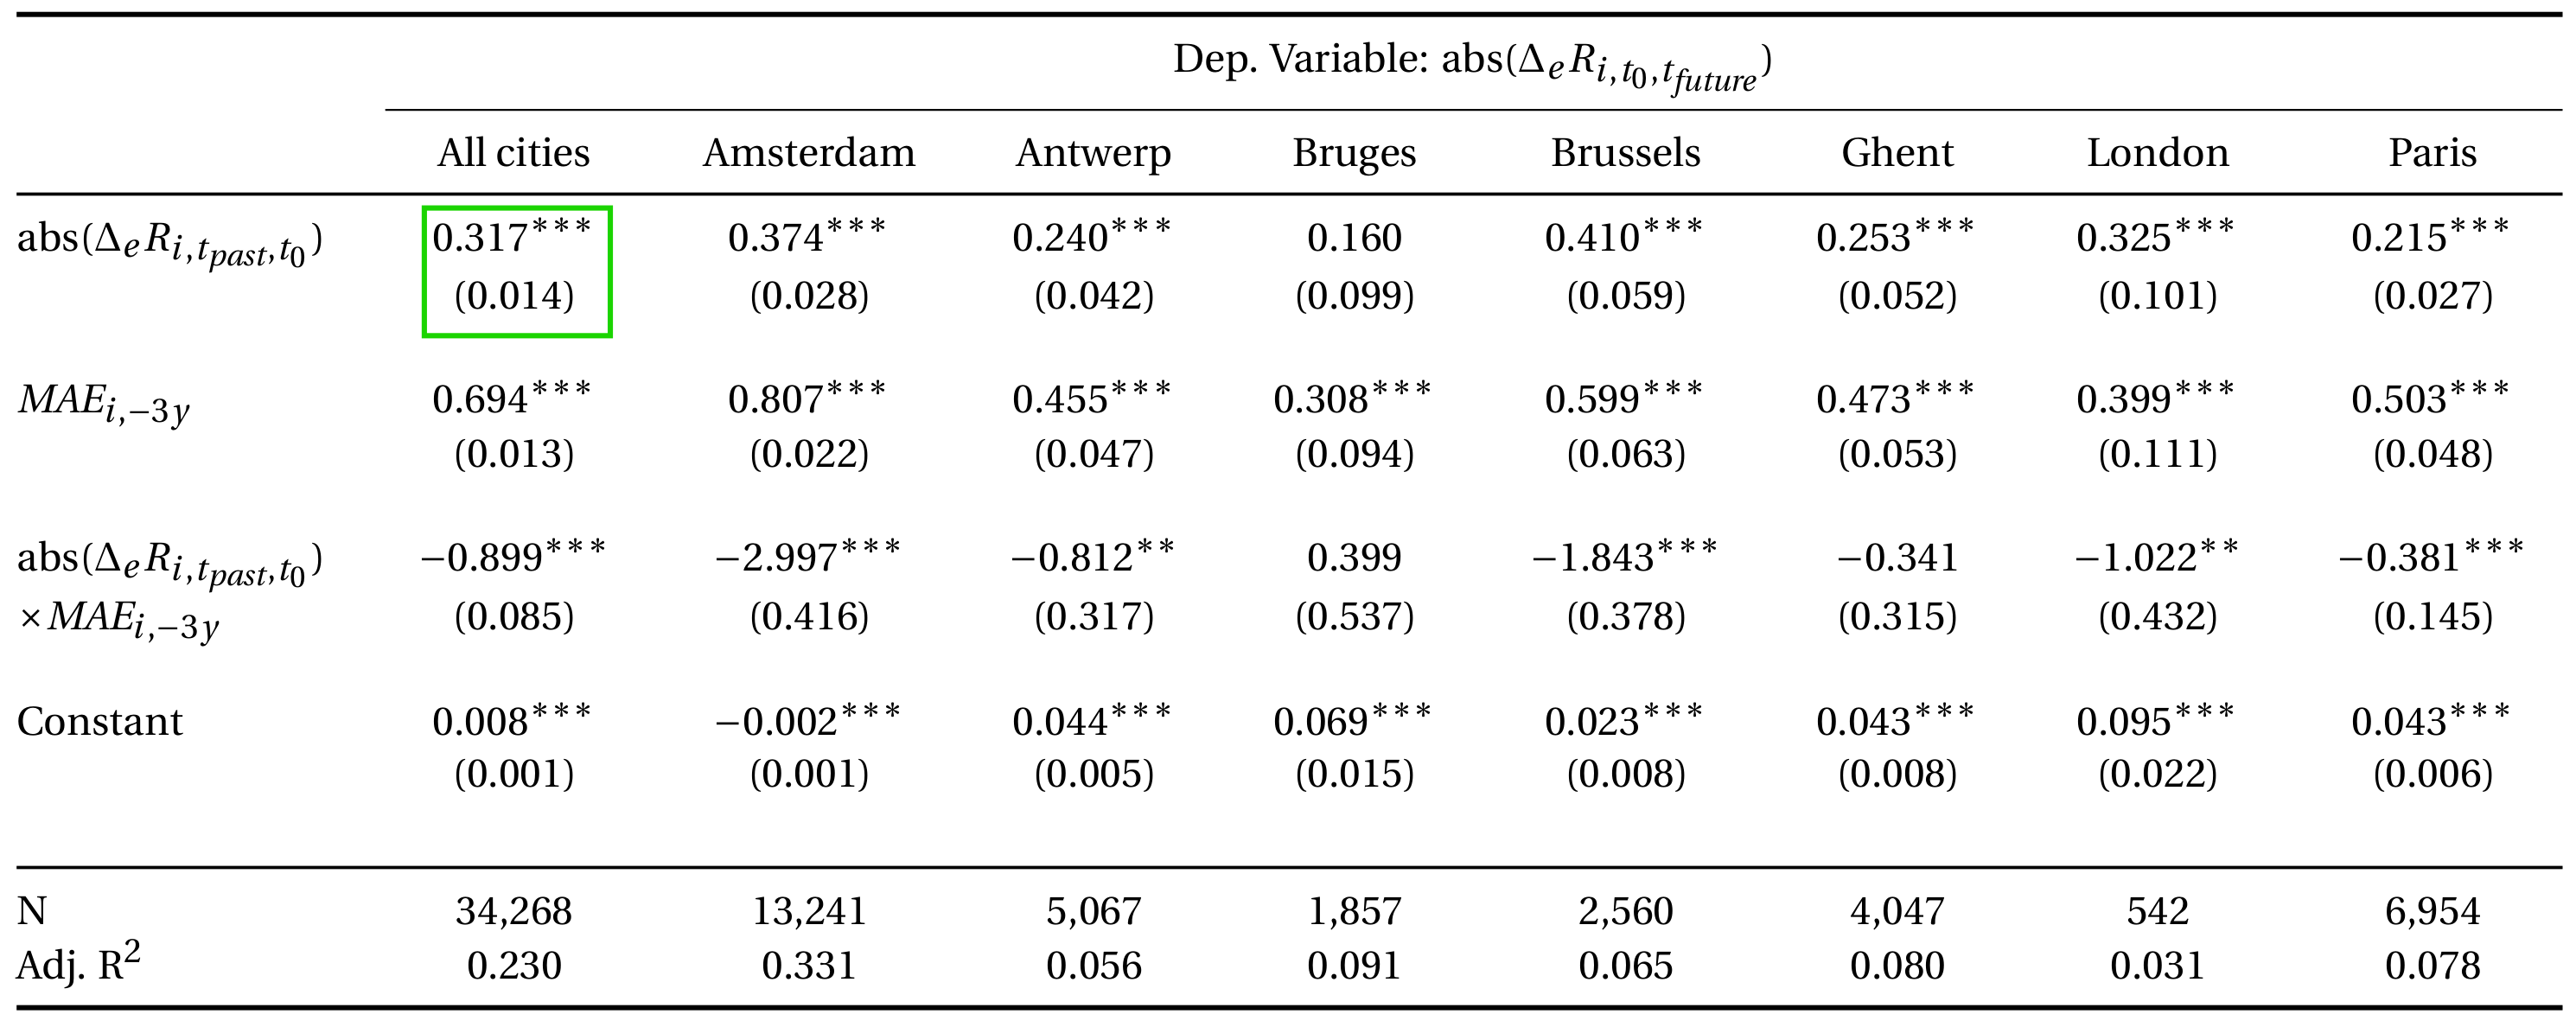 Dep. Variable: abs(Δ_e R_{i,t_0,t_{future}})
All cities Amsterdam Antwerp Bruges Brussels Ghent London Paris
abs(Δ_e R_{i,t_{past},t_0}) 0.317*** 0.374*** 0.240*** 0.160 0.410*** 0.253*** 0.325*** 0.215***
(0.014) (0.028) (0.042) (0.099) (0.059) (0.052) (0.101) (0.027)
MAE_{i,−3y} 0.694*** 0.807*** 0.455*** 0.308*** 0.599*** 0.473*** 0.399*** 0.503***
(0.013) (0.022) (0.047) (0.094) (0.063) (0.053) (0.111) (0.048)
abs(Δ_e R_{i,t_{past},t_0}) −0.899*** −2.997*** −0.812** 0.399 −1.843*** −0.341 −1.022** −0.381***
×MAE_{i,−3y} (0.085) (0.416) (0.317) (0.537) (0.378) (0.315) (0.432) (0.145)
Constant 0.008*** −0.002*** 0.044*** 0.069*** 0.023*** 0.043*** 0.095*** 0.043***
(0.001) (0.001) (0.005) (0.015) (0.008) (0.008) (0.022) (0.006)
N 34,268 13,241 5,067 1,857 2,560 4,047 542 6,954
Adj. R² 0.230 0.331 0.056 0.091 0.065 0.080 0.031 0.078